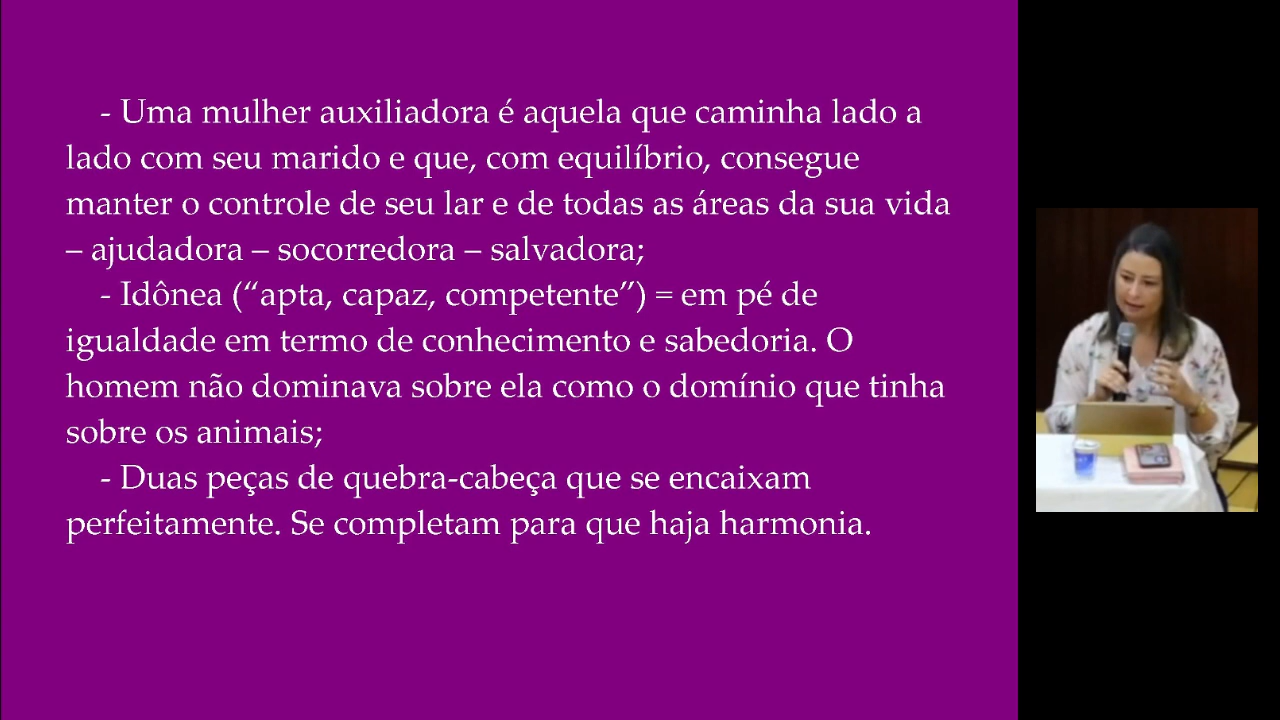 - Uma mulher auxiliadora é aquela que caminha lado a
lado com seu marido e que, com equilíbrio, consegue
manter o controle de seu lar e de todas as áreas da sua vida
– ajudadora – socorredora – salvadora;
- Idônea (“apta, capaz, competente”) = em pé de
igualdade em termo de conhecimento e sabedoria. O
homem não dominava sobre ela como o domínio que tinha
sobre os animais;
- Duas peças de quebra-cabeça que se encaixam
perfeitamente. Se completam para que haja harmonia.